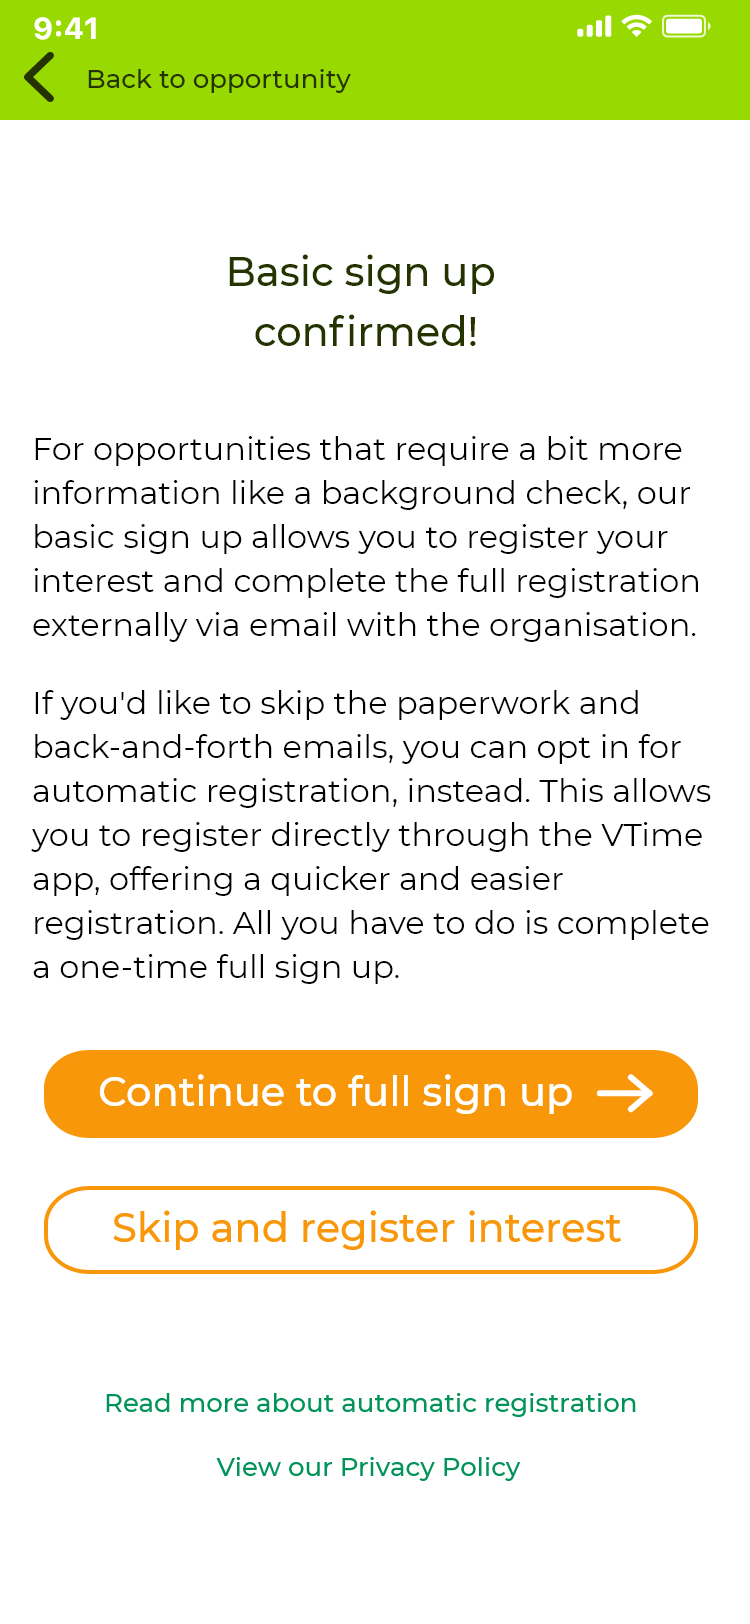 9:41
Back to opportunity
Basic sign up
confirmed!
For opportunities that require a bit more
information like a background check, our
basic sign up allows you to register your
interest and complete the full registration
externally via email with the organisation.
If you'd like to skip the paperwork and
back-and-forth emails, you can opt in for
automatic registration, instead. This allows
you to register directly through the VTime
app, offering a quicker and easier
registration. All you have to do is complete
a one-time full sign up.
Continue to full sign up
Skip and register interest
Read more about automatic registration
View our Privacy Policy